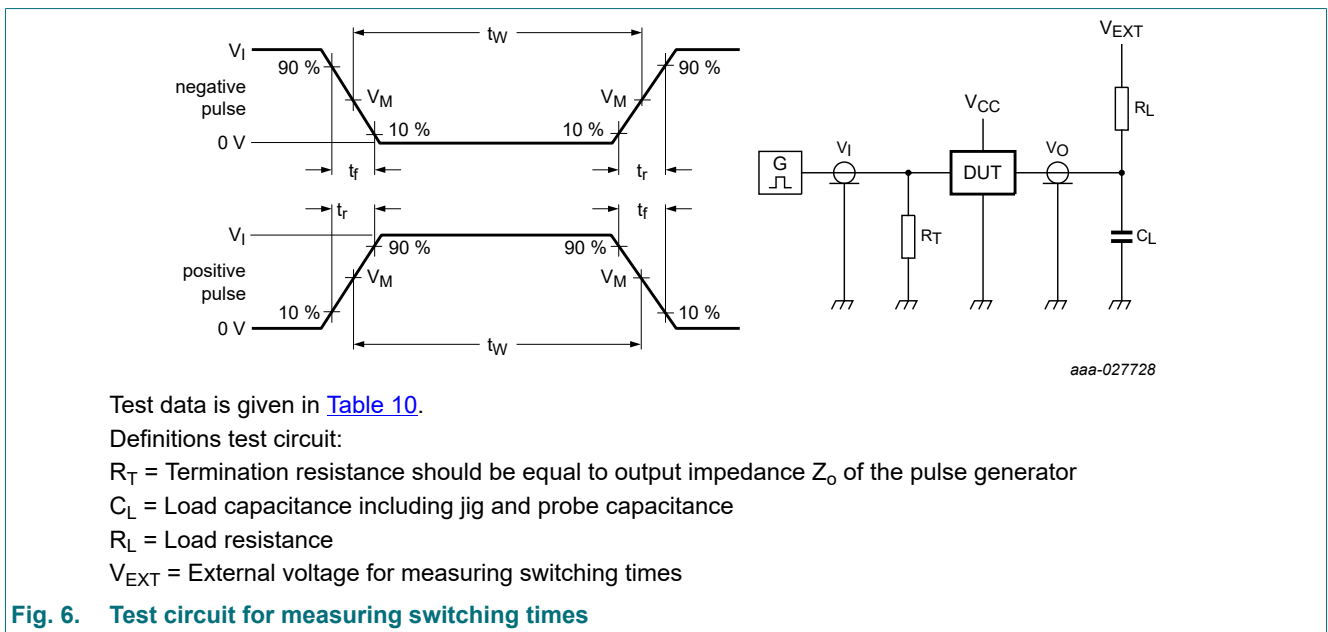 V_I
90 %
t_W
90 %
negative
pulse
V_M
V_M
10 %
10 %
0 V
t_f
t_r
t_r
t_f
V_I
90 %
90 %
positive
pulse
V_M
V_M
10 %
10 %
0 V
t_W
V_EXT
R_L
V_CC
G
V_I
DUT
V_O
R_T
C_L
aaa-027728
Test data is given in Table 10.
Definitions test circuit:
R_T = Termination resistance should be equal to output impedance Z_o of the pulse generator
C_L = Load capacitance including jig and probe capacitance
R_L = Load resistance
V_EXT = External voltage for measuring switching times
Fig. 6. Test circuit for measuring switching times